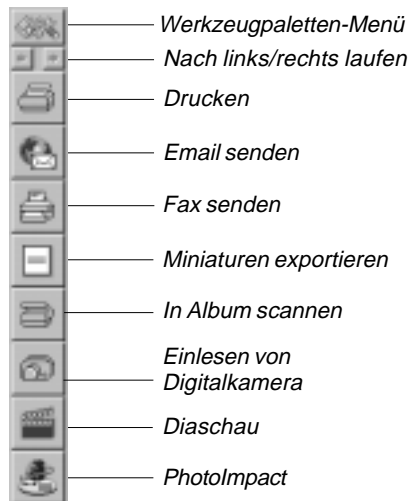 Werkzeugpaletten-Menü
Nach links/rechts laufen
Drucken
Email senden
Fax senden
Miniaturen exportieren
In Album scannen
Einlesen von
Digitalkamera
Diaschau
PhotoImpact